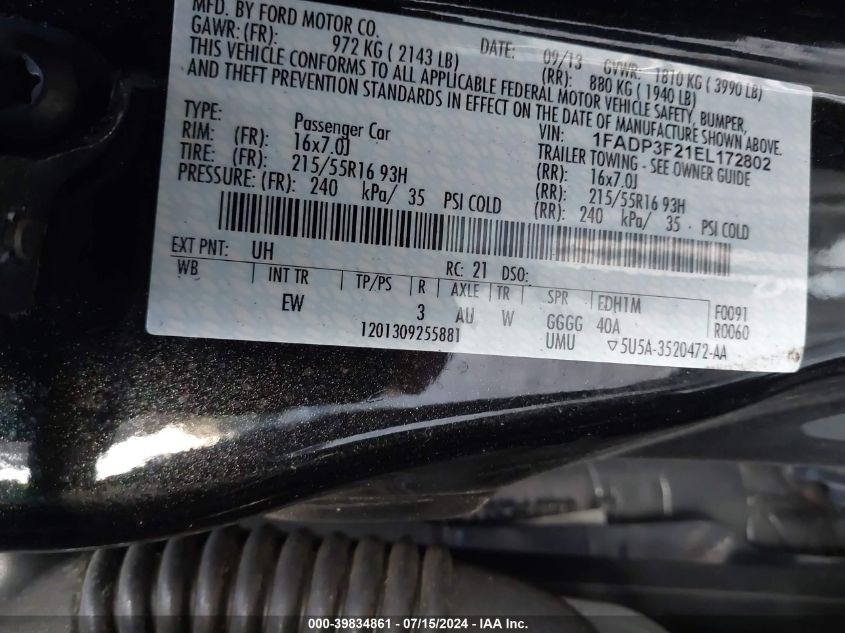 MFD. BY FORD MOTOR CO.
DATE: 09/13 GVWR: 1810 KG ( 3990 LB)
GAWR: (FR): 972 KG ( 2143 LB) (RR): 880 KG ( 1940 LB)
THIS VEHICLE CONFORMS TO ALL APPLICABLE FEDERAL MOTOR VEHICLE SAFETY, BUMPER,
AND THEFT PREVENTION STANDARDS IN EFFECT ON THE DATE OF MANUFACTURE SHOWN ABOVE.
VIN: 1FADP3F21EL172802
TYPE: Passenger Car TRAILER TOWING - SEE OWNER GUIDE
RIM: (FR): 16x7.0J (RR): 16x7.0J
TIRE: (FR): 215/55R16 93H (RR): 215/55R16 93H
PRESSURE: (FR): 240 kPa/ 35 PSI COLD (RR): 240 kPa/ 35 PSI COLD
EXT PNT: UH RC: 21 DSO:
WB INT TR TP/PS R AXLE TR SPR EDH1M F0091
EW 3 AU W GGGG 40A R0060
1201309255881 UMU ▽5U5A-3520472-AA
000-39834861 / 07/15/2024 - IAAI.com